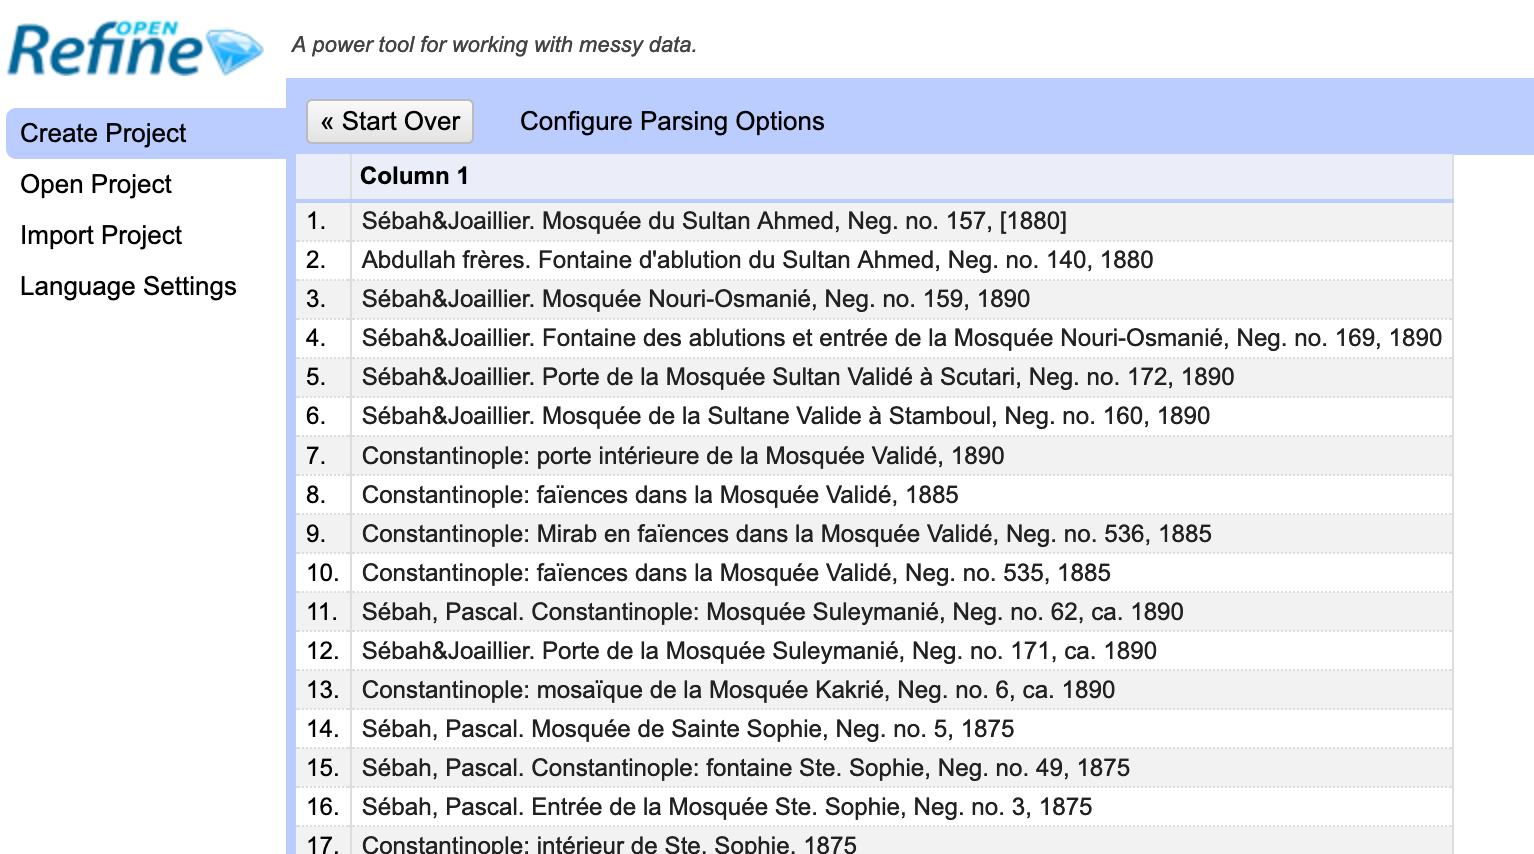 OPEN
Refine
A power tool for working with messy data.
Create Project
Open Project
Import Project
Language Settings
« Start Over
Configure Parsing Options
Column 1
1. Sébah&Joaillier. Mosquée du Sultan Ahmed, Neg. no. 157, [1880]
2. Abdullah frères. Fontaine d'ablution du Sultan Ahmed, Neg. no. 140, 1880
3. Sébah&Joaillier. Mosquée Nouri-Osmanié, Neg. no. 159, 1890
4. Sébah&Joaillier. Fontaine des ablutions et entrée de la Mosquée Nouri-Osmanié, Neg. no. 169, 1890
5. Sébah&Joaillier. Porte de la Mosquée Sultan Validé à Scutari, Neg. no. 172, 1890
6. Sébah&Joaillier. Mosquée de la Sultane Valide à Stamboul, Neg. no. 160, 1890
7. Constantinople: porte intérieure de la Mosquée Validé, 1890
8. Constantinople: faïences dans la Mosquée Validé, 1885
9. Constantinople: Mirab en faïences dans la Mosquée Validé, Neg. no. 536, 1885
10. Constantinople: faïences dans la Mosquée Validé, Neg. no. 535, 1885
11. Sébah, Pascal. Constantinople: Mosquée Suleymanié, Neg. no. 62, ca. 1890
12. Sébah&Joaillier. Porte de la Mosquée Suleymanié, Neg. no. 171, ca. 1890
13. Constantinople: mosaïque de la Mosquée Kakrié, Neg. no. 6, ca. 1890
14. Sébah, Pascal. Mosquée de Sainte Sophie, Neg. no. 5, 1875
15. Sébah, Pascal. Constantinople: fontaine Ste. Sophie, Neg. no. 49, 1875
16. Sébah, Pascal. Entrée de la Mosquée Ste. Sophie, Neg. no. 3, 1875
17. Constantinople: intérieur de Ste. Sophie, 1875